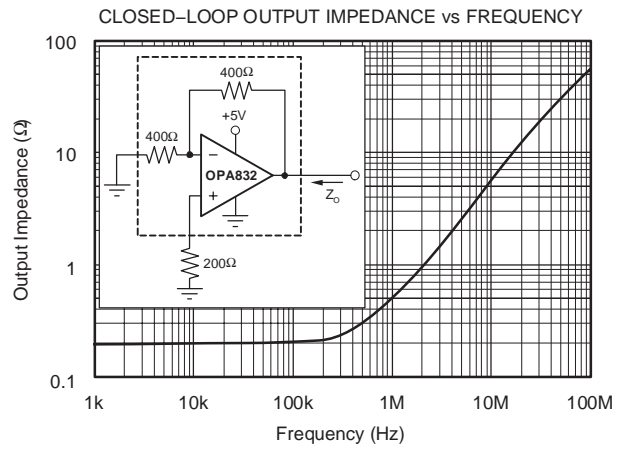 CLOSED–LOOP OUTPUT IMPEDANCE vs FREQUENCY
100
10
1
0.1
Output Impedance (Ω)
400Ω
+5V
400Ω
−
OPA832
+
Z_O
200Ω
1k 10k 100k 1M 10M 100M
Frequency (Hz)